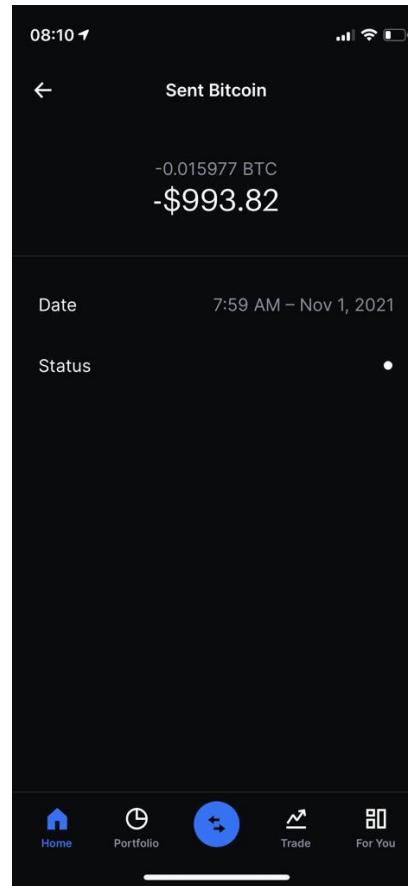 08:10
Sent Bitcoin
-0.015977 BTC
-$993.82
Date 7:59 AM – Nov 1, 2021
Status
Home Portfolio Trade For You